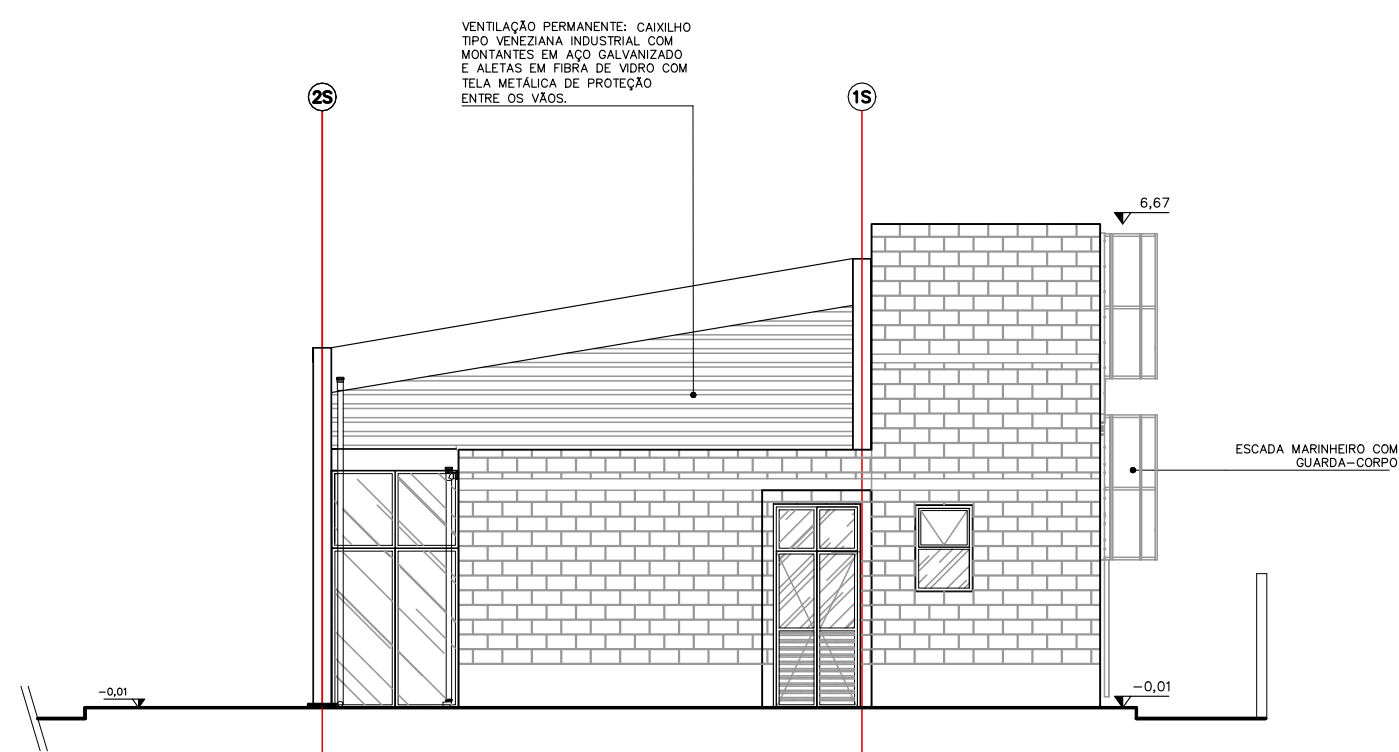 VENTILAÇÃO PERMANENTE: CAIXILHO
TIPO VENEZIANA INDUSTRIAL COM
MONTANTES EM AÇO GALVANIZADO
E ALETAS EM FIBRA DE VIDRO COM
TELA METÁLICA DE PROTEÇÃO
ENTRE OS VÃOS.
2S
1S
6,67
ESCADA MARINHEIRO COM
GUARDA-CORPO
-0,01
-0,01